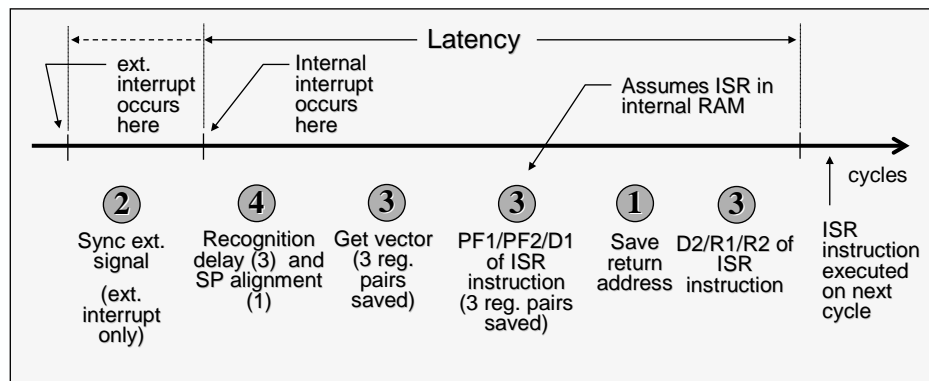 Latency
ext.
interrupt
occurs
here
Internal
interrupt
occurs
here
Assumes ISR in
internal RAM
cycles
2
Sync ext.
signal
(ext.
interrupt
only)
4
Recognition
delay (3) and
SP alignment
(1)
3
Get vector
(3 reg.
pairs
saved)
3
PF1/PF2/D1
of ISR
instruction
(3 reg. pairs
saved)
1
Save
return
address
3
D2/R1/R2 of
ISR
instruction
ISR
instruction
executed
on next
cycle